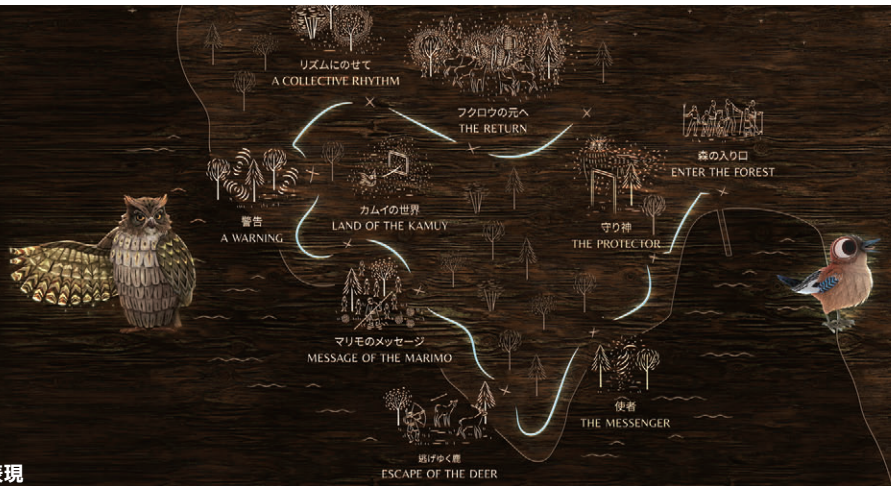 リズムにのせて
A COLLECTIVE RHYTHM
フクロウの元へ
THE RETURN
森の入り口
ENTER THE FOREST
警告
A WARNING
カムイの世界
LAND OF THE KAMUY
守り神
THE PROTECTOR
マリモのメッセージ
MESSAGE OF THE MARIMO
使者
THE MESSENGER
逃げゆく鹿
ESCAPE OF THE DEER
現